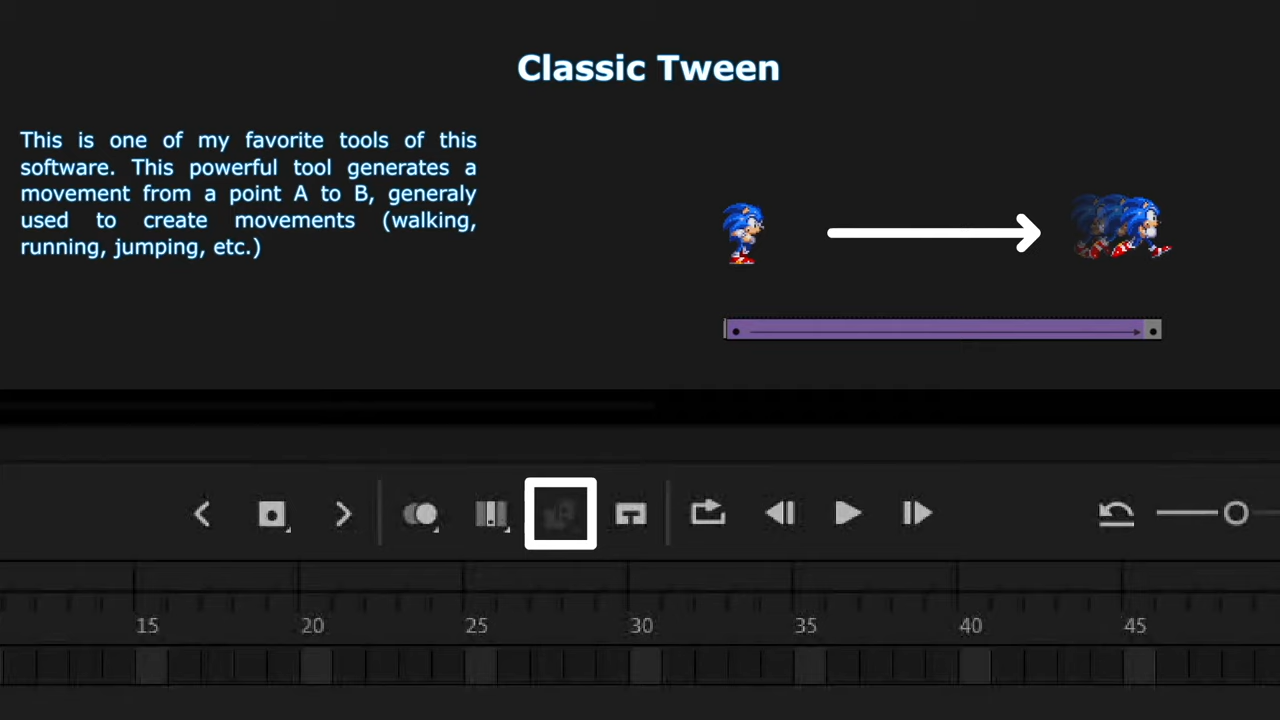 Classic Tween
This is one of my favorite tools of this
software. This powerful tool generates a
movement from a point A to B, generaly
used to create movements (walking,
running, jumping, etc.)
15 20 25 30 35 40 45